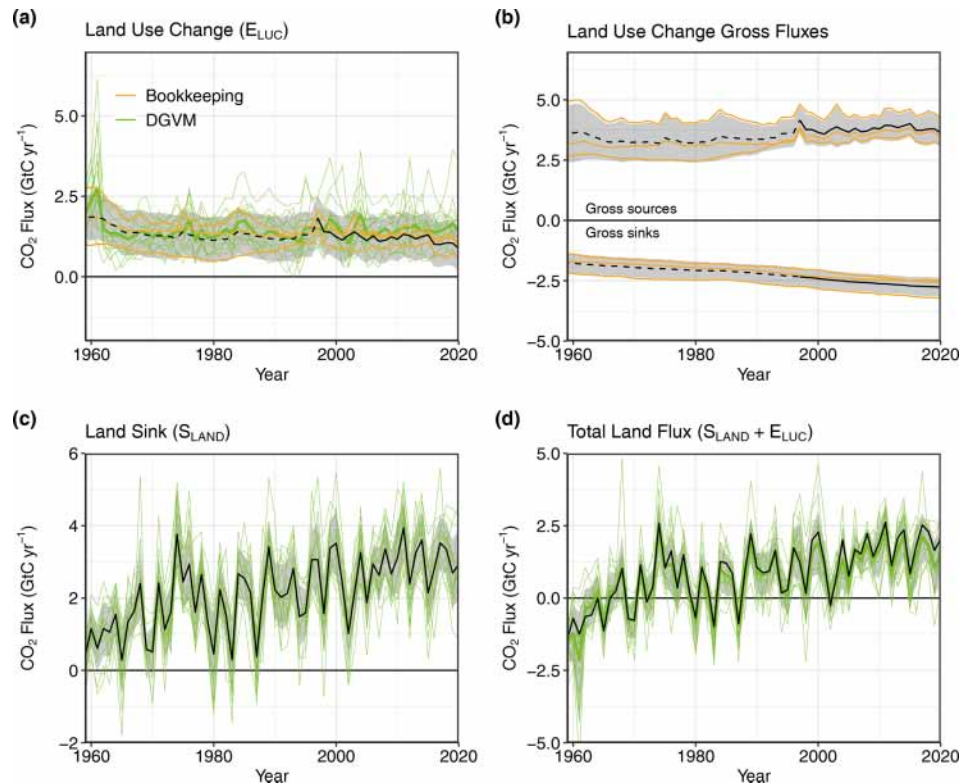 (a)
Land Use Change (E_LUC)
5.0
2.5
0.0
CO₂ Flux (GtC yr⁻¹)
Bookkeeping
DGVM
1960 1980 2000 2020
Year
(b)
Land Use Change Gross Fluxes
5.0
2.5
0.0
−2.5
−5.0
CO₂ Flux (GtC yr⁻¹)
Gross sources
Gross sinks
1960 1980 2000 2020
Year
(c)
Land Sink (S_LAND)
6
4
2
0
−2
CO₂ Flux (GtC yr⁻¹)
1960 1980 2000 2020
Year
(d)
Total Land Flux (S_LAND + E_LUC)
5.0
2.5
0.0
−2.5
−5.0
CO₂ Flux (GtC yr⁻¹)
1960 1980 2000 2020
Year